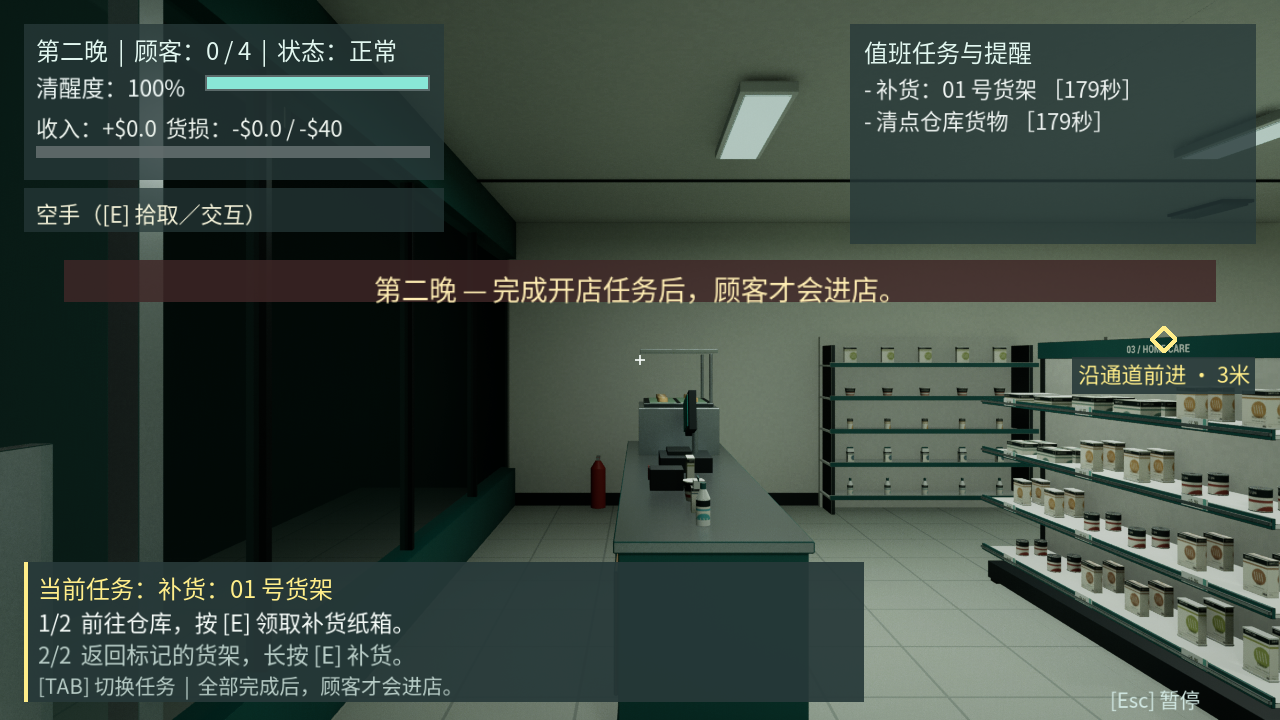 第二晚｜顾客：0 / 4｜状态：正常
清醒度：100%
收入：+$0.0 货损：-$0.0 / -$40
空手（[E] 拾取／交互）
值班任务与提醒
- 补货：01 号货架 ［179秒］
- 清点仓库货物 ［179秒］
第二晚 — 完成开店任务后，顾客才会进店。
03 / HOME CARE
沿通道前进 · 3米
当前任务：补货：01 号货架
1/2 前往仓库，按 [E] 领取补货纸箱。
2/2 返回标记的货架，长按 [E] 补货。
[TAB] 切换任务｜全部完成后，顾客才会进店。
[Esc] 暂停